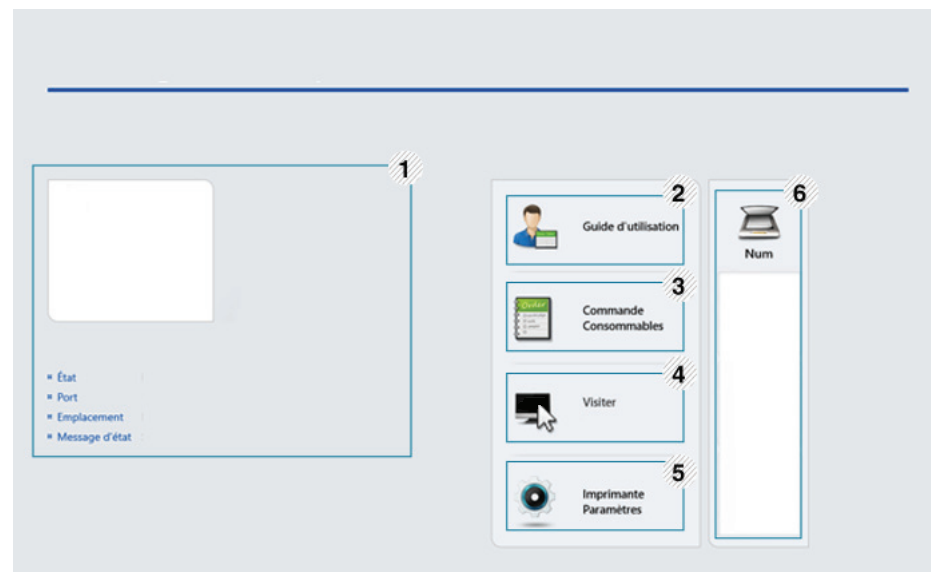 1
État
Port
Emplacement
Message d'état
2
Guide d'utilisation
3
Order
Commande
Consommables
4
Visiter
5
Imprimante
Paramètres
6
Num